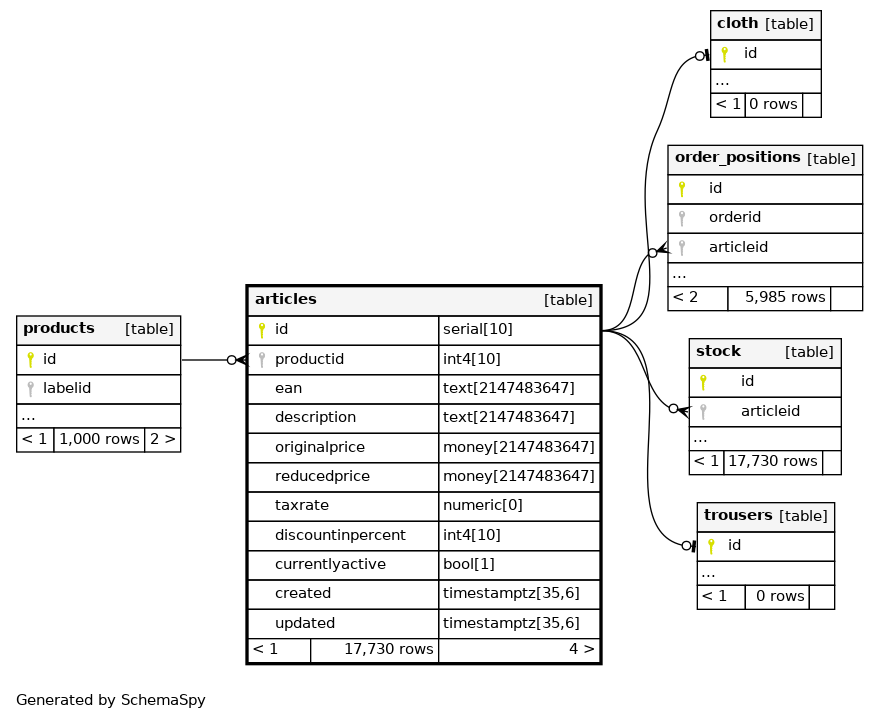 cloth [table]
id
...
< 1 0 rows
order_positions [table]
id
orderid
articleid
...
< 2 5,985 rows
articles [table]
id serial[10]
productid int4[10]
ean text[2147483647]
description text[2147483647]
originalprice money[2147483647]
reducedprice money[2147483647]
taxrate numeric[0]
discountinpercent int4[10]
currentlyactive bool[1]
created timestamptz[35,6]
updated timestamptz[35,6]
< 1 17,730 rows 4 >
products [table]
id
labelid
...
< 1 1,000 rows 2 >
stock [table]
id
articleid
...
< 1 17,730 rows
trousers [table]
id
...
< 1 0 rows
Generated by SchemaSpy